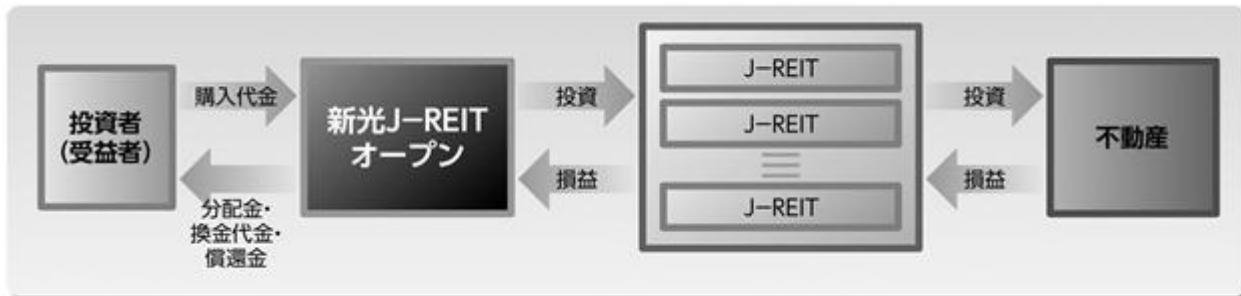 投資者
(受益者)
購入代金
分配金・
換金代金・
償還金
新光J-REIT
オープン
投資
損益
J-REIT
J-REIT
J-REIT
投資
損益
不動産